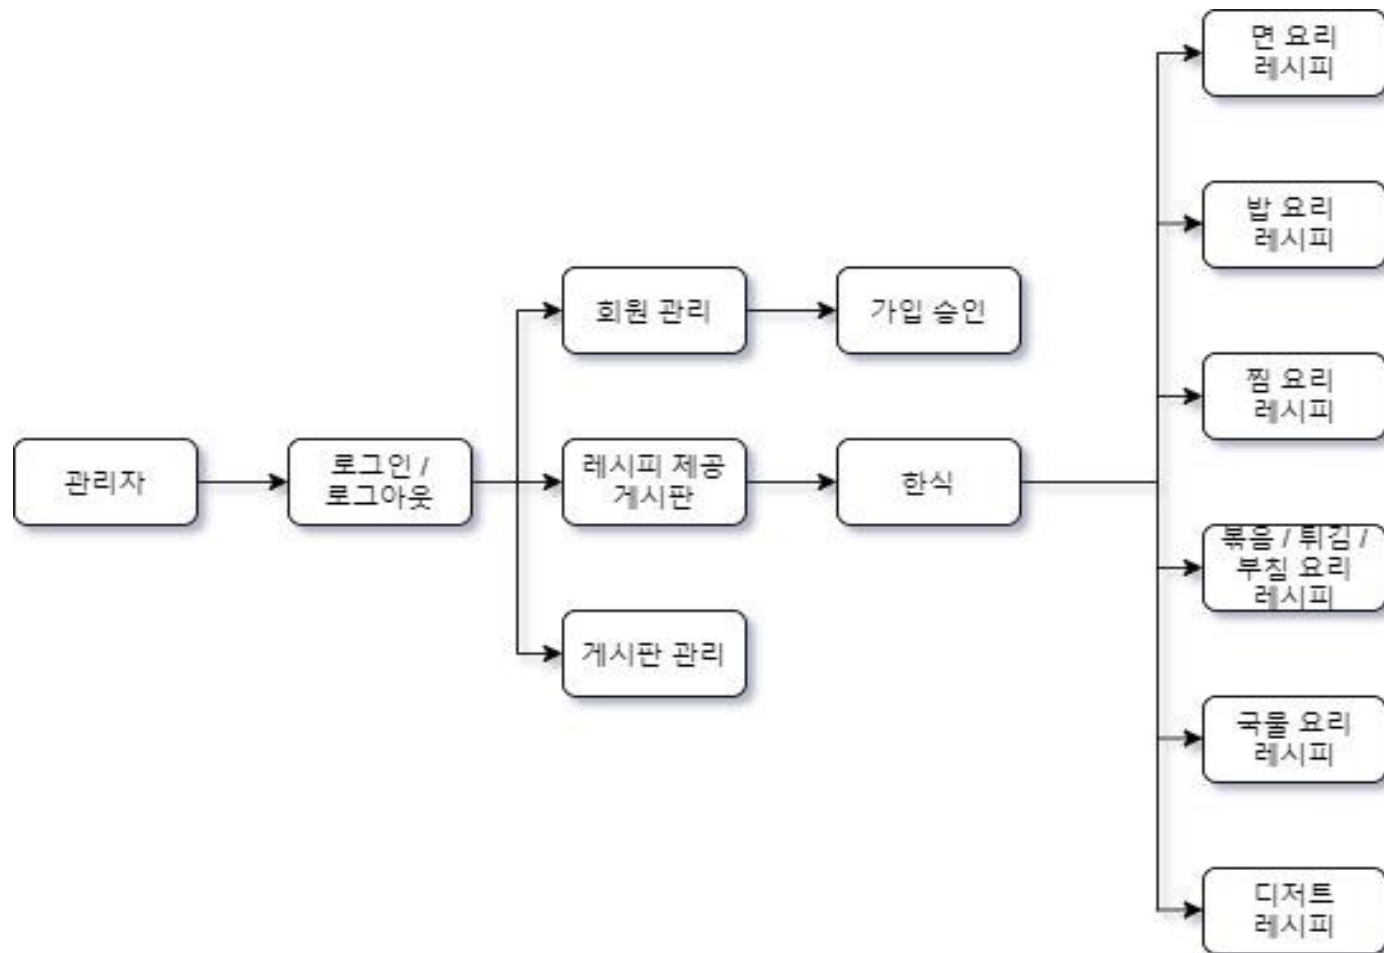 관리자
로그인 /
로그아웃
회원 관리
가입 승인
레시피 제공
게시판
한식
게시판 관리
면 요리
레시피
밥 요리
레시피
찜 요리
레시피
볶음 / 튀김 /
부침 요리
레시피
국물 요리
레시피
디저트
레시피